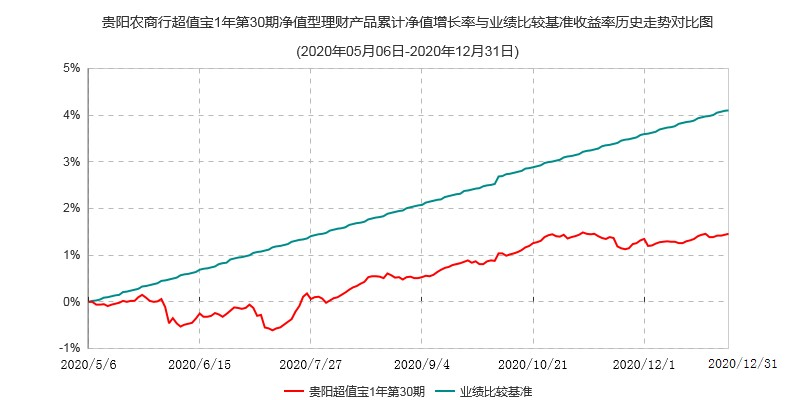 贵阳农商行超值宝1年第30期净值型理财产品累计净值增长率与业绩比较基准收益率历史走势对比图
(2020年05月06日-2020年12月31日)
5%
4%
3%
2%
1%
0%
-1%
2020/5/6 2020/6/15 2020/7/27 2020/9/4 2020/10/21 2020/12/1 2020/12/31
贵阳超值宝1年第30期 业绩比较基准